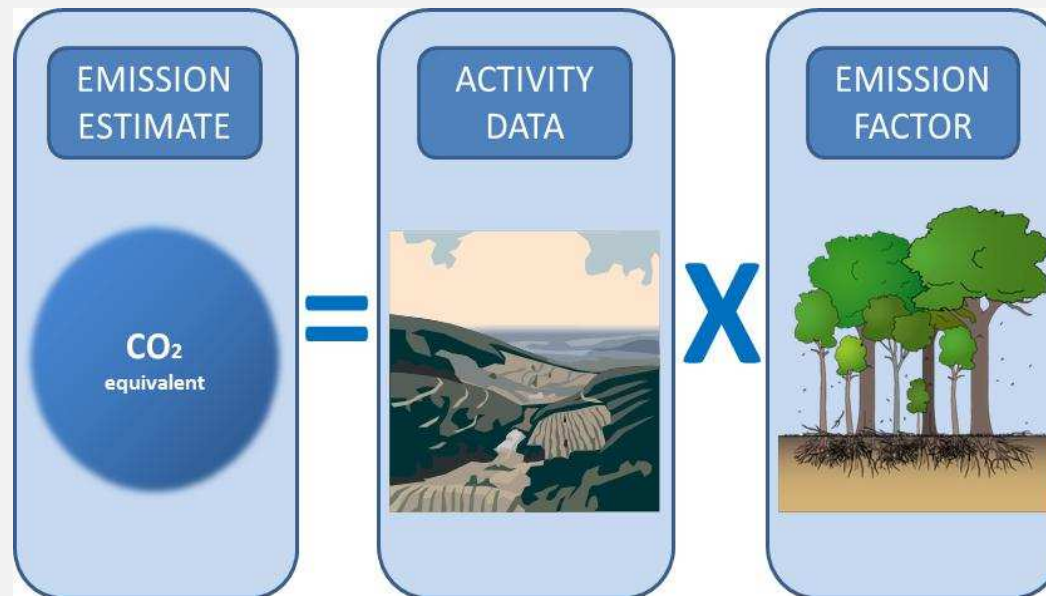 EMISSION
ESTIMATE
CO₂
equivalent
=
ACTIVITY
DATA
X
EMISSION
FACTOR